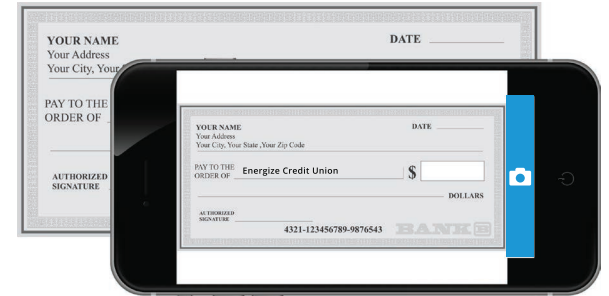 YOUR NAME
DATE
Your Address
Your City, Your
PAY TO THE
ORDER OF
AUTHORIZED
SIGNATURE
YOUR NAME
DATE
Your Address
Your City, Your State ,Your Zip Code
PAY TO THE
ORDER OF Energize Credit Union $
DOLLARS
AUTHORIZED
SIGNATURE
4321-123456789-9876543 BANK B